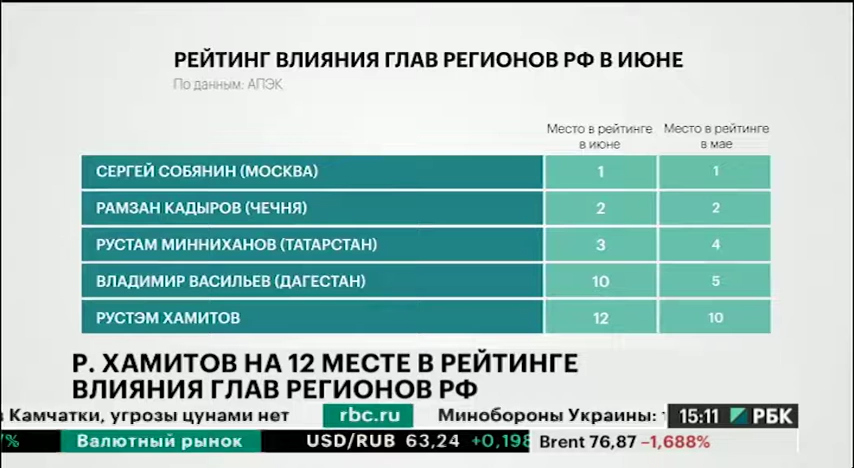 РЕЙТИНГ ВЛИЯНИЯ ГЛАВ РЕГИОНОВ РФ В ИЮНЕ
По данным: АПЭК
Место в рейтинге в июне
Место в рейтинге в мае
СЕРГЕЙ СОБЯНИН (МОСКВА) 1 1
РАМЗАН КАДЫРОВ (ЧЕЧНЯ) 2 2
РУСТАМ МИННИХАНОВ (ТАТАРСТАН) 3 4
ВЛАДИМИР ВАСИЛЬЕВ (ДАГЕСТАН) 10 5
РУСТЭМ ХАМИТОВ 12 10
Р. ХАМИТОВ НА 12 МЕСТЕ В РЕЙТИНГЕ
ВЛИЯНИЯ ГЛАВ РЕГИОНОВ РФ
Камчатки, угрозы цунами нет rbc.ru Минобороны Украины: 15:11 РБК
% Валютный рынок USD/RUB 63,24 +0,198 Brent 76,87 −1,688%